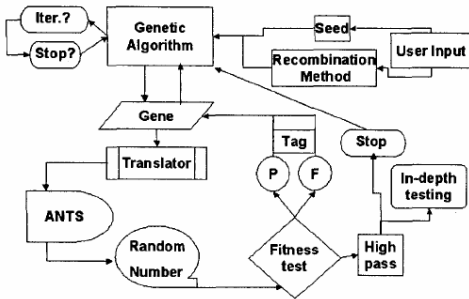 Iter.?
Stop?
Genetic
Algorithm
Seed
Recombination
Method
User Input
Gene
Translator
Tag
P
F
Stop
In-depth
testing
ANTS
Random
Number
Fitness
test
High
pass